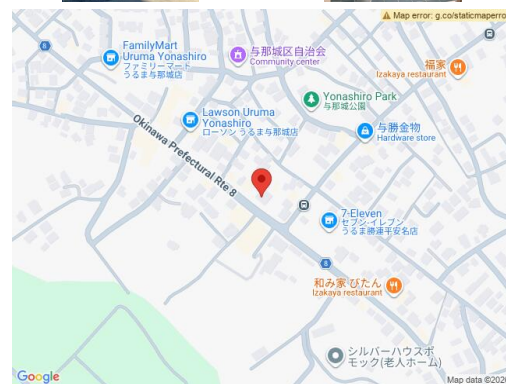 Map error: g.co/staticmaperro
8
FamilyMart
Uruma Yonashiro
ファミリーマート
うるま与那城店
与那城区自治会
Community center
福家
Izakaya restaurant
Yonashiro Park
与那城公園
Lawson Uruma
Yonashiro
ローソン うるま与那城店
与勝金物
Hardware store
Okinawa Prefectural Rte 8
7-Eleven
セブン-イレブン
うるま勝連平安名店
8
和み家 びたん
Izakaya restaurant
シルバーハウスポ
モック(老人ホーム)
Google
Map data ©202